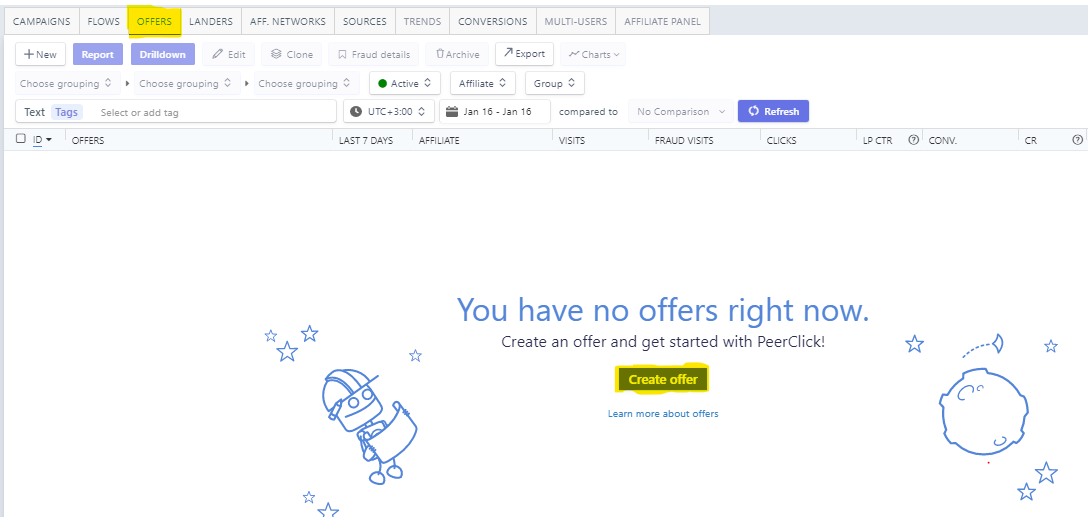 CAMPAIGNS FLOWS OFFERS LANDERS AFF. NETWORKS SOURCES TRENDS CONVERSIONS MULTI-USERS AFFILIATE PANEL
+New Report Drilldown Edit Clone Fraud details Archive Export Charts
Choose grouping Choose grouping Choose grouping Active Affiliate Group
Text Tags Select or add tag UTC+3:00 Jan 16 - Jan 16 compared to No Comparison Refresh
ID OFFERS LAST 7 DAYS AFFILIATE VISITS FRAUD VISITS CLICKS LP CTR ? CONV. CR ?
You have no offers right now.
Create an offer and get started with PeerClick!
Create offer
Learn more about offers